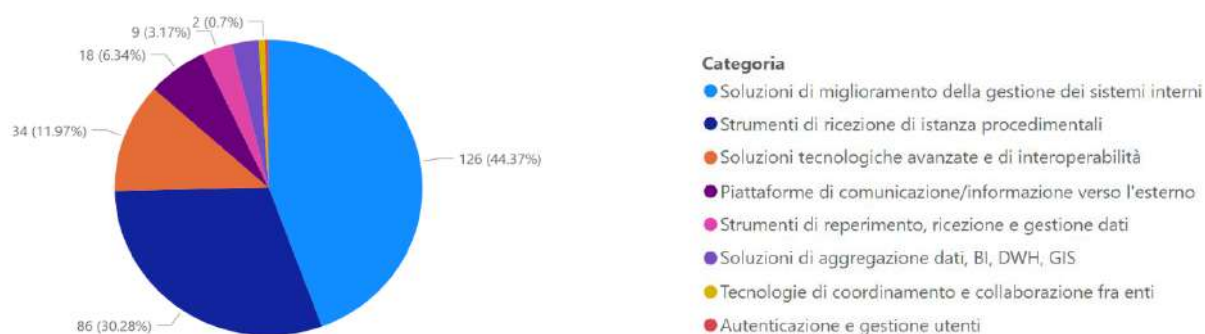 2 (0.7%)
9 (3.17%)
18 (6.34%)
34 (11.97%)
126 (44.37%)
86 (30.28%)
Categoria
Soluzioni di miglioramento della gestione dei sistemi interni
Strumenti di ricezione di istanza procedimentali
Soluzioni tecnologiche avanzate e di interoperabilità
Piattaforme di comunicazione/informazione verso l'esterno
Strumenti di reperimento, ricezione e gestione dati
Soluzioni di aggregazione dati, BI, DWH, GIS
Tecnologie di coordinamento e collaborazione fra enti
Autenticazione e gestione utenti